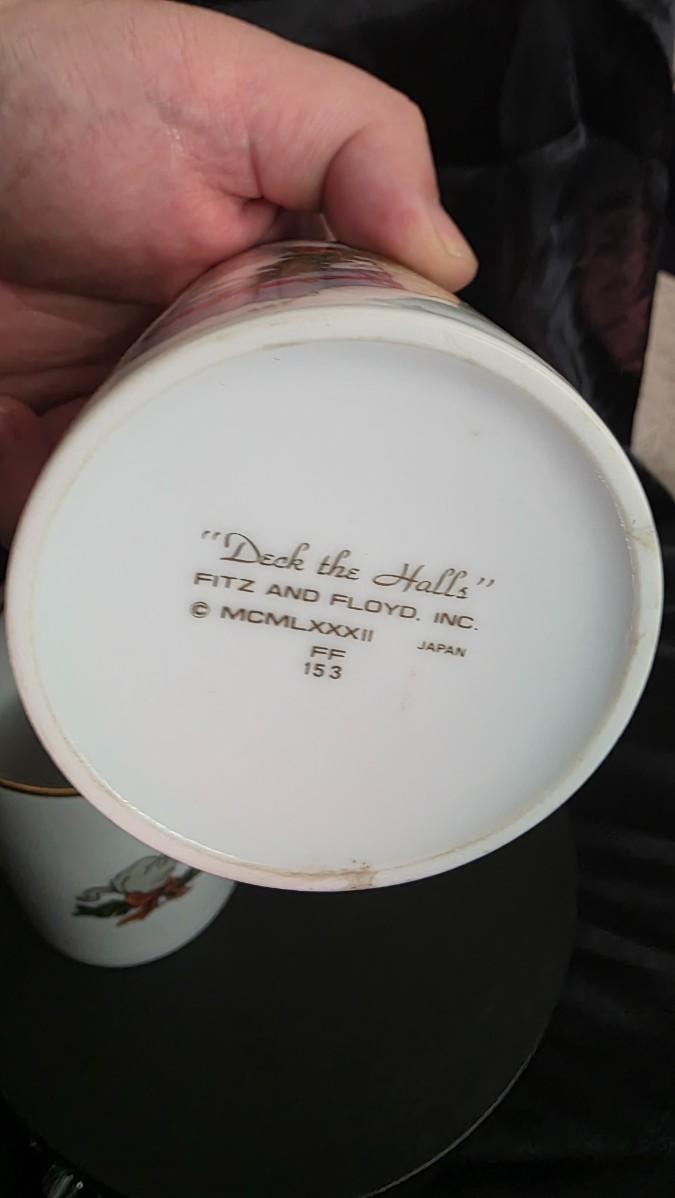 "Deck the Halls"
FITZ AND FLOYD, INC.
© MCMLXXXII
JAPAN
FF
153